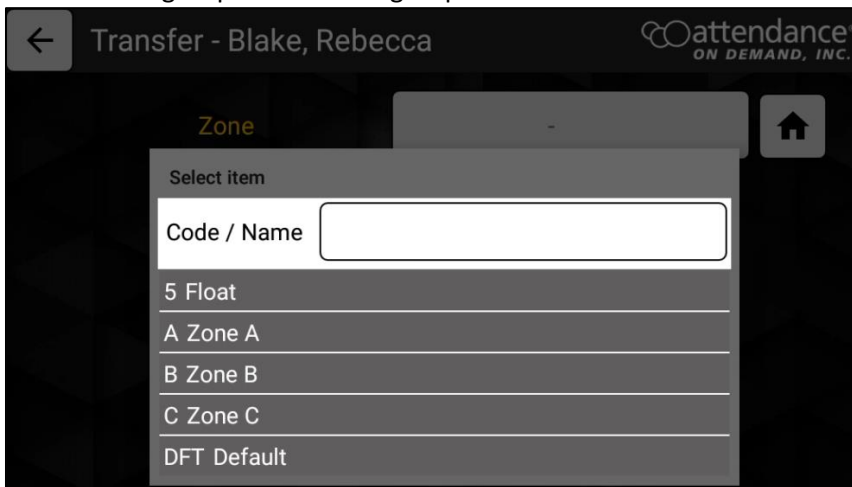 Transfer - Blake, Rebecca
attendance®
ON DEMAND, INC.
Zone
-
Select item
Code / Name
5 Float
A Zone A
B Zone B
C Zone C
DFT Default